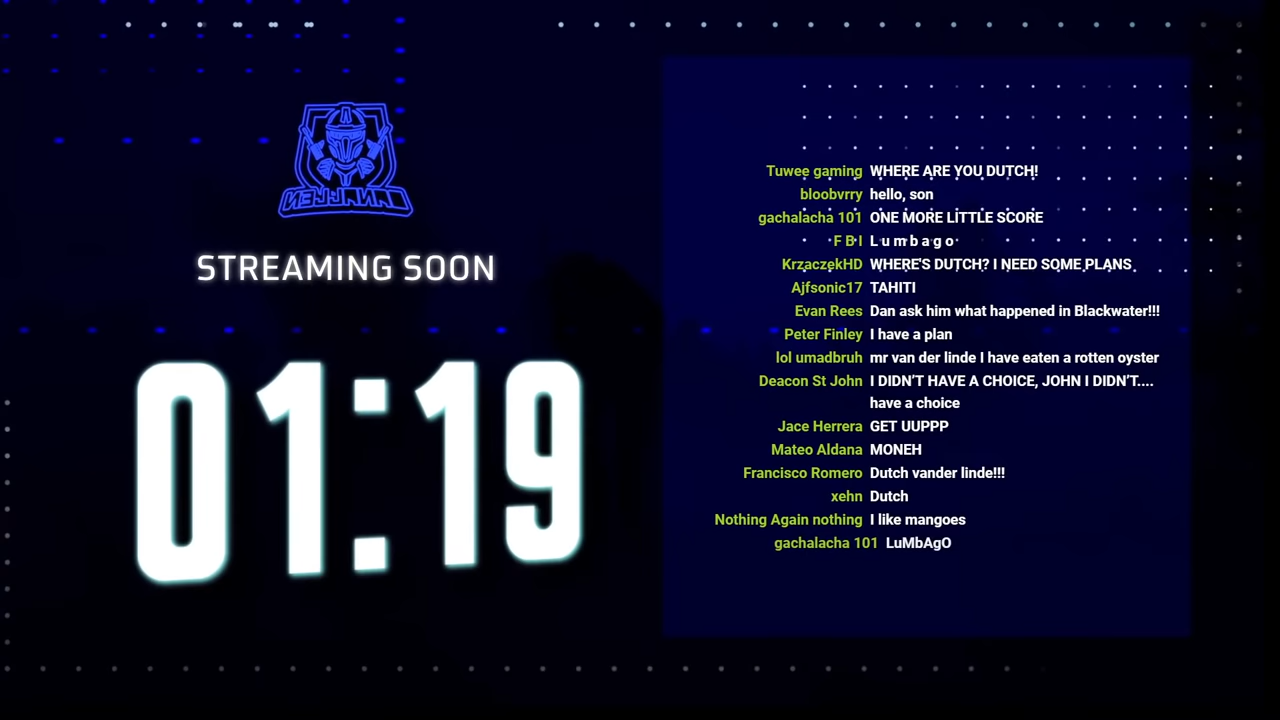 STREAMING SOON
01:19
Tuwee gaming WHERE ARE YOU DUTCH!
bloobvrry hello, son
gachalacha 101 ONE MORE LITTLE SCORE
F B I L u m b a g o
KrzaczekHD WHERE'S DUTCH? I NEED SOME PLANS
Ajfsonic17 TAHITI
Evan Rees Dan ask him what happened in Blackwater!!!
Peter Finley I have a plan
lol umadbruh mr van der linde I have eaten a rotten oyster
Deacon St John I DIDN'T HAVE A CHOICE, JOHN I DIDN'T....
have a choice
Jace Herrera GET UUPPP
Mateo Aldana MONEH
Francisco Romero Dutch vander linde!!!
xehn Dutch
Nothing Again nothing I like mangoes
gachalacha 101 LuMbAgO